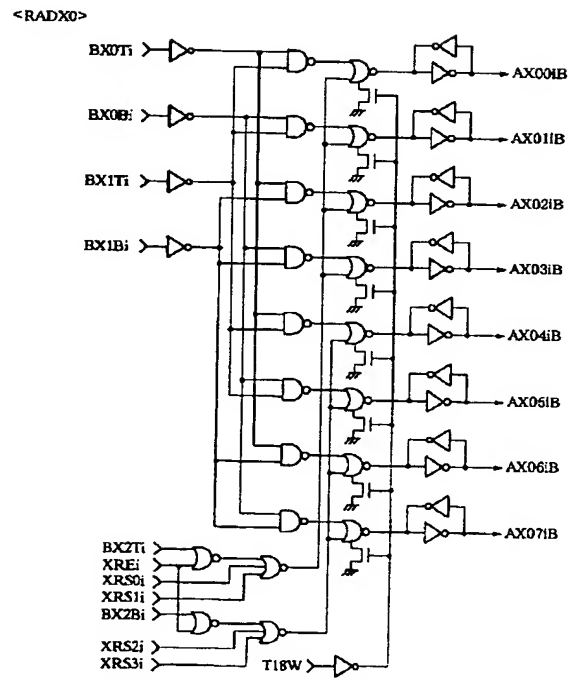 <RADX0>
BX0Ti
AX00iB
BX0Bi
AX01iB
BX1Ti
AX02iB
BX1Bi
AX03iB
AX04iB
AX05iB
AX06iB
AX07iB
BX2Ti
XREi
XRS0i
XRS1i
BX2Bi
XRS2i
XRS3i
T18W